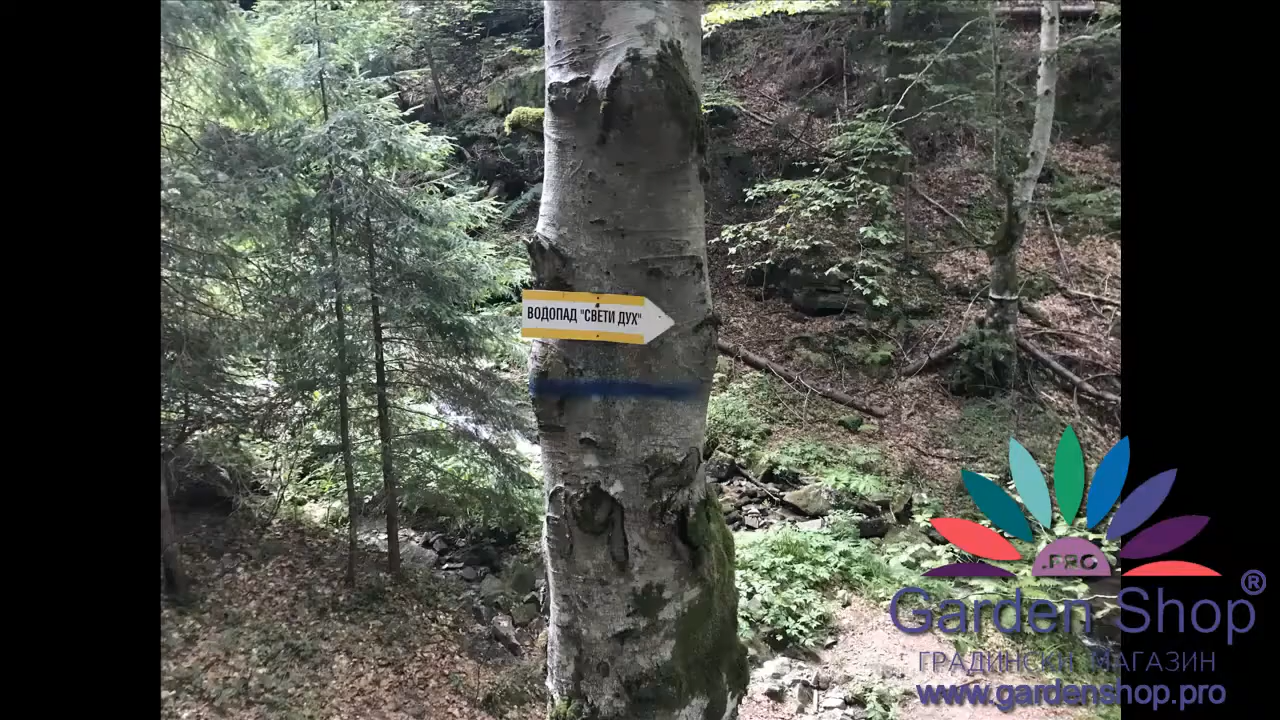 ВОДОПАД "СВЕТИ ДУХ"
.PRO
Garden Shop®
ГРАДИНСКИ МАГАЗИН
www.gardenshop.pro